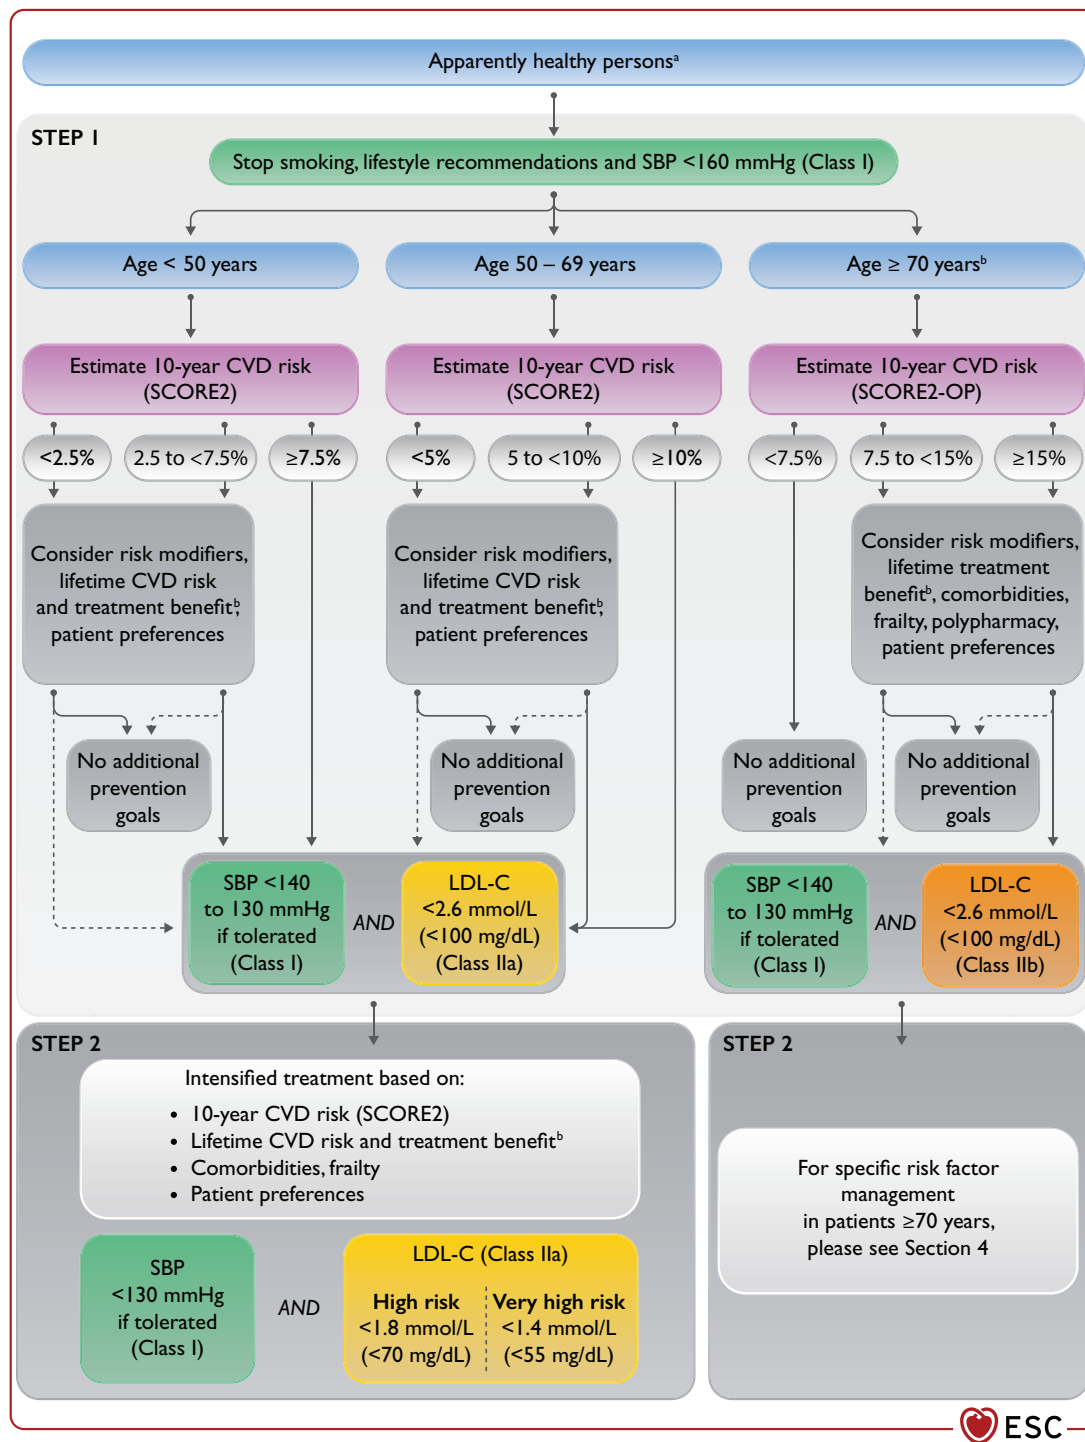 Apparently healthy personsᵃ
STEP 1
Stop smoking, lifestyle recommendations and SBP <160 mmHg (Class I)
Age < 50 years
Age 50 – 69 years
Age ≥ 70 yearsᵇ
Estimate 10-year CVD risk
(SCORE2)
Estimate 10-year CVD risk
(SCORE2)
Estimate 10-year CVD risk
(SCORE2-OP)
<2.5%
2.5 to <7.5%
≥7.5%
<5%
5 to <10%
≥10%
<7.5%
7.5 to <15%
≥15%
Consider risk modifiers,
lifetime CVD risk
and treatment benefitᵇ,
patient preferences
Consider risk modifiers,
lifetime CVD risk
and treatment benefitᵇ,
patient preferences
Consider risk modifiers,
lifetime treatment
benefitᵇ, comorbidities,
frailty, polypharmacy,
patient preferences
No additional
prevention
goals
No additional
prevention
goals
No additional
prevention
goals
No additional
prevention
goals
SBP <140
to 130 mmHg
if tolerated
(Class I)
AND
LDL-C
<2.6 mmol/L
(<100 mg/dL)
(Class IIa)
SBP <140
to 130 mmHg
if tolerated
(Class I)
AND
LDL-C
<2.6 mmol/L
(<100 mg/dL)
(Class IIb)
STEP 2
Intensified treatment based on:
• 10-year CVD risk (SCORE2)
• Lifetime CVD risk and treatment benefitᵇ
• Comorbidities, frailty
• Patient preferences
SBP
<130 mmHg
if tolerated
(Class I)
AND
LDL-C (Class IIa)
High risk
<1.8 mmol/L
(<70 mg/dL)
Very high risk
<1.4 mmol/L
(<55 mg/dL)
STEP 2
For specific risk factor
management
in patients ≥70 years,
please see Section 4
ESC